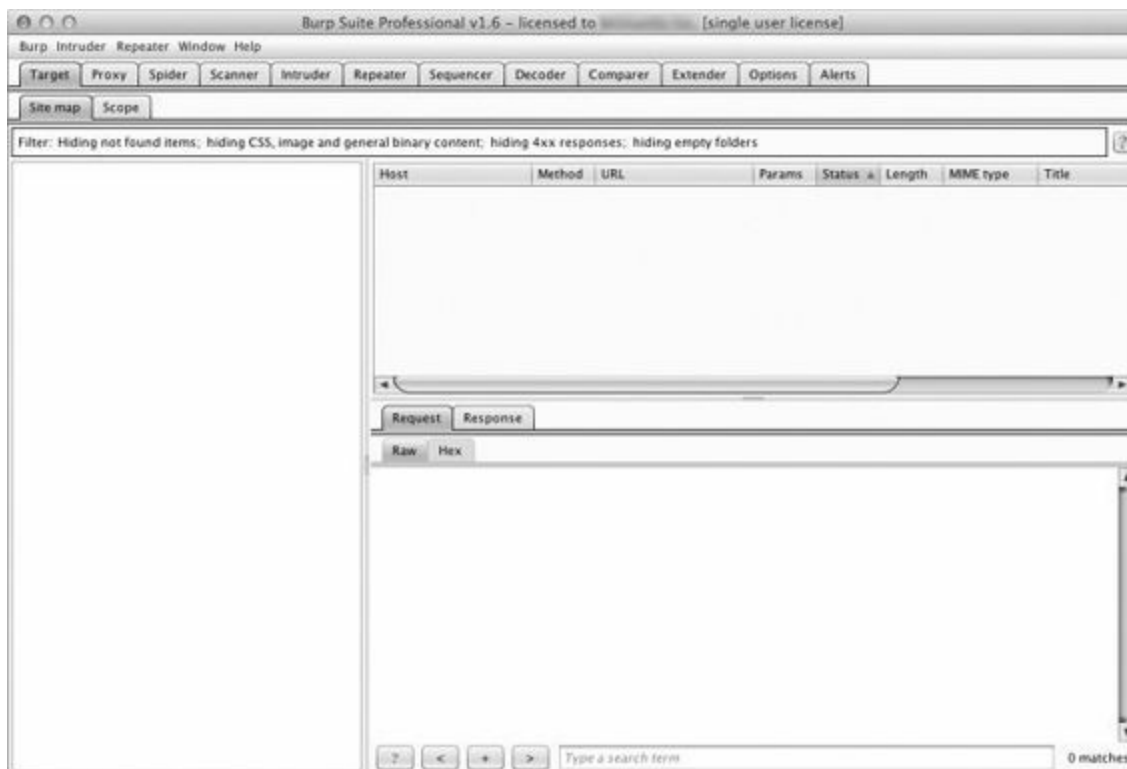 Burp Suite Professional v1.6 – licensed to [single user license]
Burp Intruder Repeater Window Help
Target Proxy Spider Scanner Intruder Repeater Sequencer Decoder Comparer Extender Options Alerts
Site map Scope
Filter: Hiding not found items; hiding CSS, image and general binary content; hiding 4xx responses; hiding empty folders ?
Host Method URL Params Status Length MIME type Title
Request Response
Raw Hex
? < + > Type a search term 0 matches